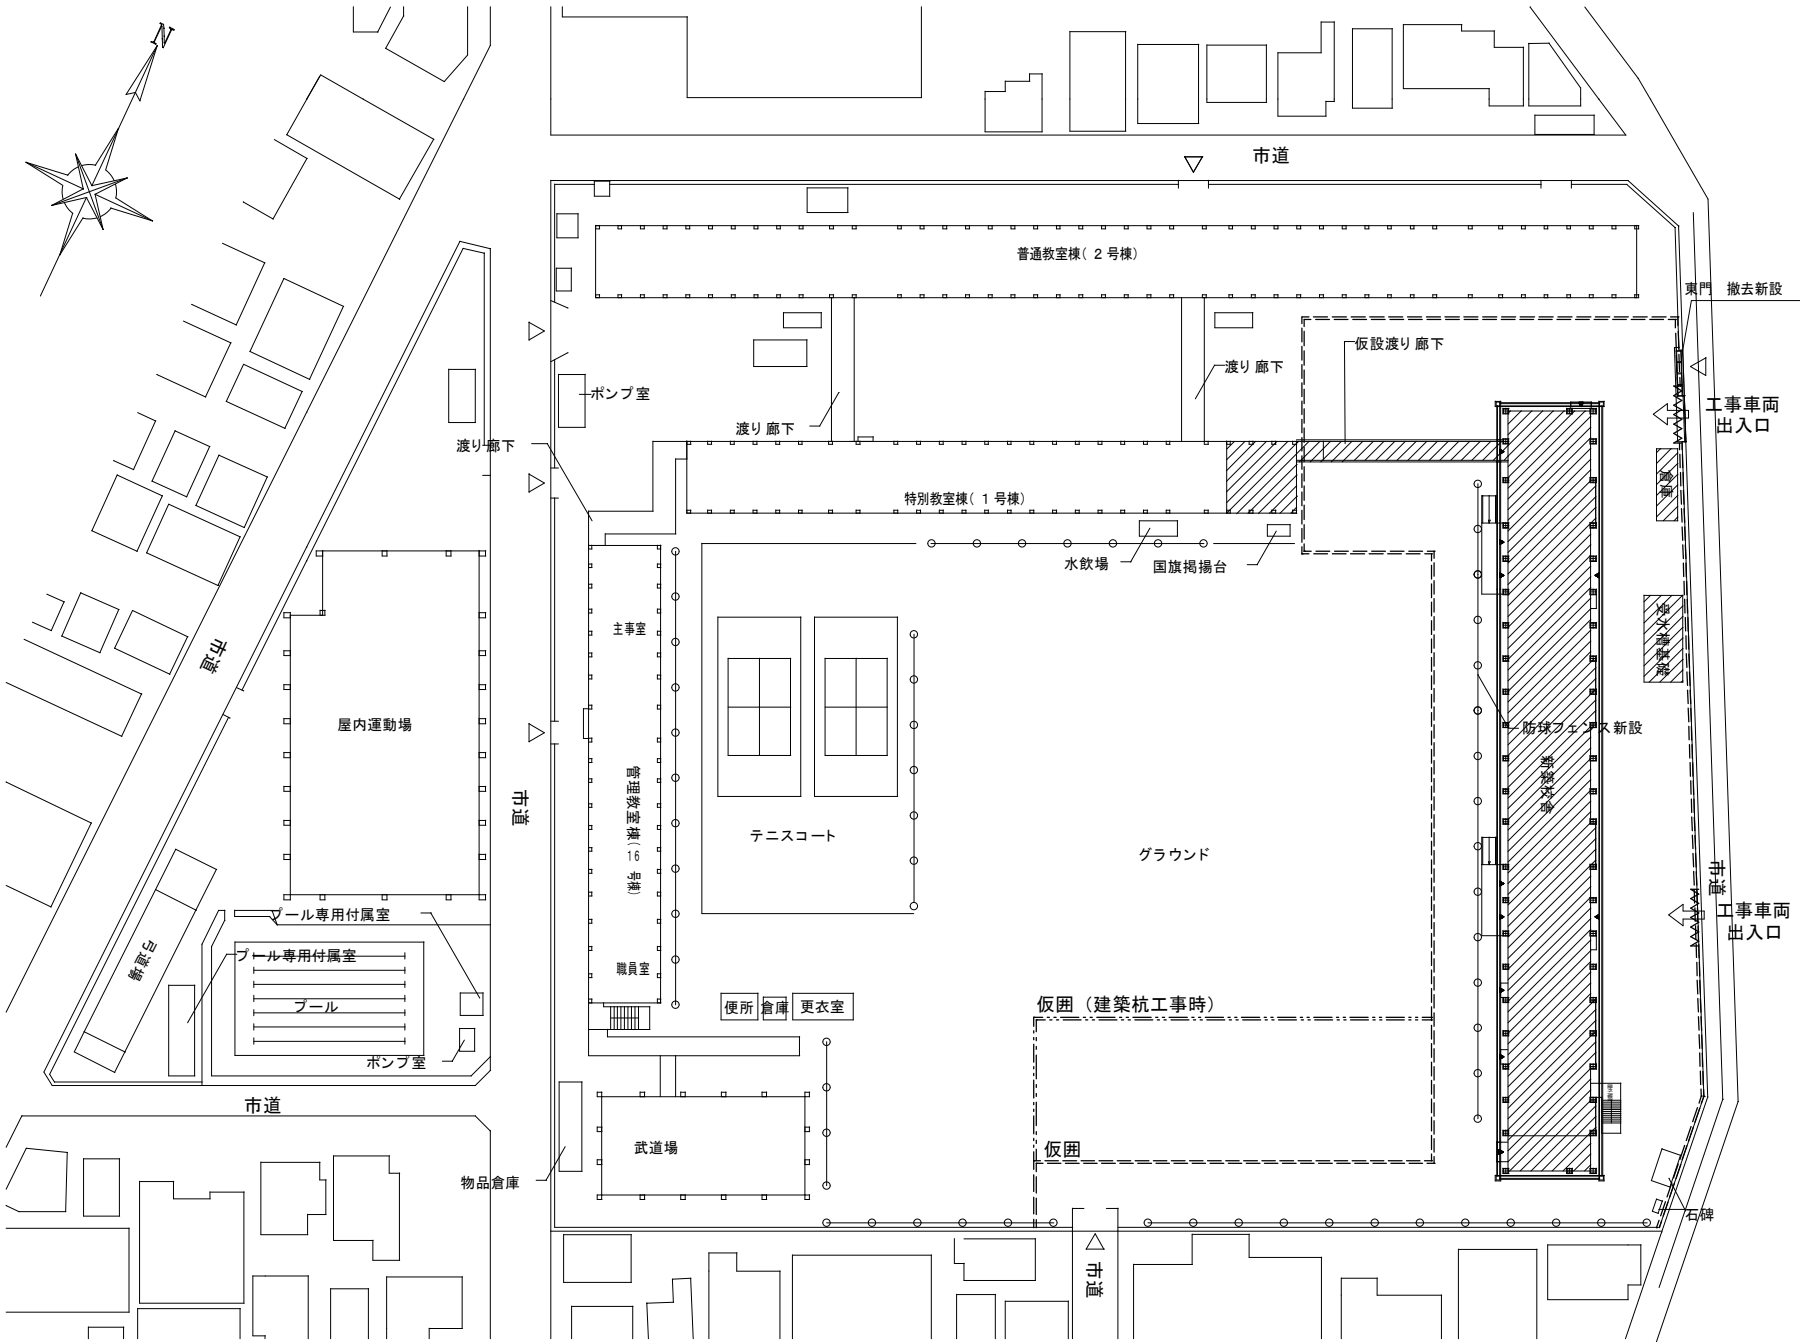 N
市道
普通教室棟(2号棟)
東門 撤去新設
仮設渡り廊下
渡り廊下
ポンプ室
工事車両
出入口
渡り廊下
渡り廊下
倉庫
特別教室棟(1号棟)
水飲場
国旗掲揚台
受水槽基礎
主事室
市道
屋内運動場
防球フェンス新設
新築校舎
管理教室棟(16号棟)
市道
テニスコート
グラウンド
市道
工事車両
出入口
プール専用付属室
弓道場
プール専用付属室
職員室
プール
便所
倉庫
更衣室
仮囲(建築杭工事時)
ポンプ室
市道
武道場
仮囲
物品倉庫
石碑
市道